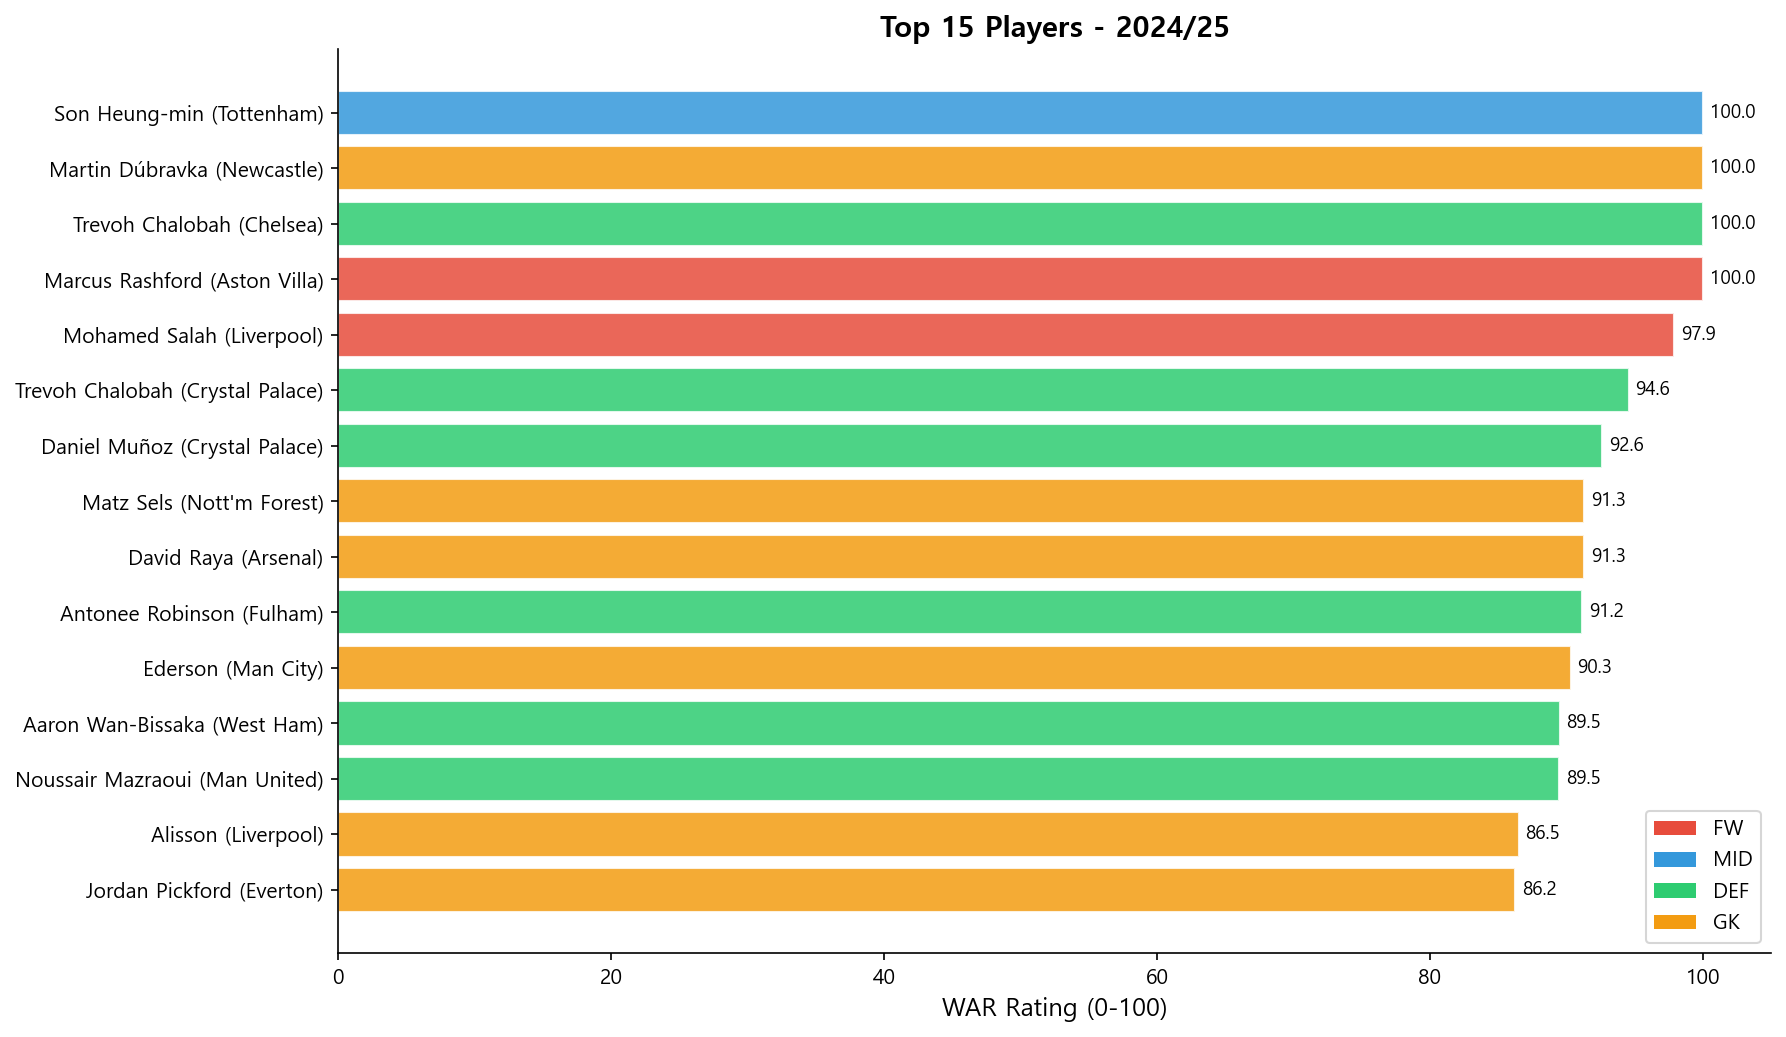 Top 15 Players - 2024/25
Son Heung-min (Tottenham) 100.0
Martin Dúbravka (Newcastle) 100.0
Trevoh Chalobah (Chelsea) 100.0
Marcus Rashford (Aston Villa) 100.0
Mohamed Salah (Liverpool) 97.9
Trevoh Chalobah (Crystal Palace) 94.6
Daniel Muñoz (Crystal Palace) 92.6
Matz Sels (Nott'm Forest) 91.3
David Raya (Arsenal) 91.3
Antonee Robinson (Fulham) 91.2
Ederson (Man City) 90.3
Aaron Wan-Bissaka (West Ham) 89.5
Noussair Mazraoui (Man United) 89.5
Alisson (Liverpool) 86.5
Jordan Pickford (Everton) 86.2
FW
MID
DEF
GK
0 20 40 60 80 100
WAR Rating (0-100)